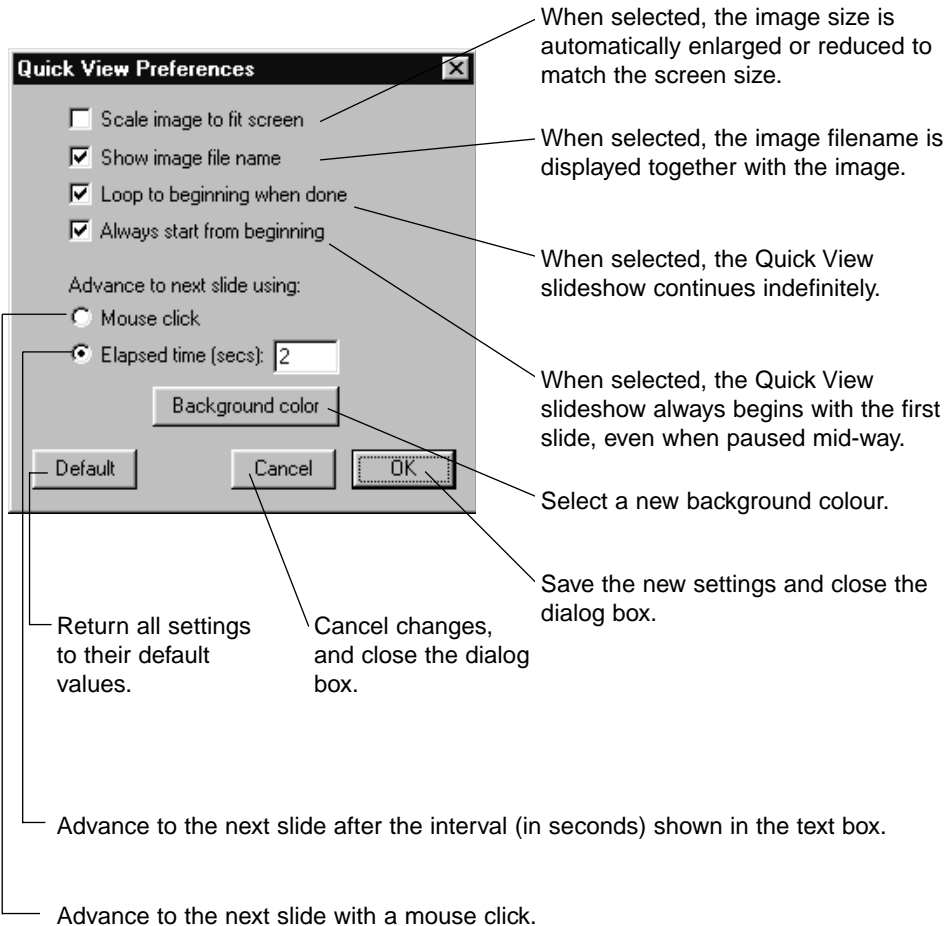 When selected, the image size is
automatically enlarged or reduced to
match the screen size.
Quick View Preferences
Scale image to fit screen
Show image file name
Loop to beginning when done
Always start from beginning
Advance to next slide using:
Mouse click
Elapsed time (secs): 2
Background color
Default
Cancel
OK
When selected, the image filename is
displayed together with the image.
When selected, the Quick View
slideshow continues indefinitely.
When selected, the Quick View
slideshow always begins with the first
slide, even when paused mid-way.
Select a new background colour.
Save the new settings and close the
dialog box.
Return all settings
to their default
values.
Cancel changes,
and close the dialog
box.
Advance to the next slide after the interval (in seconds) shown in the text box.
Advance to the next slide with a mouse click.